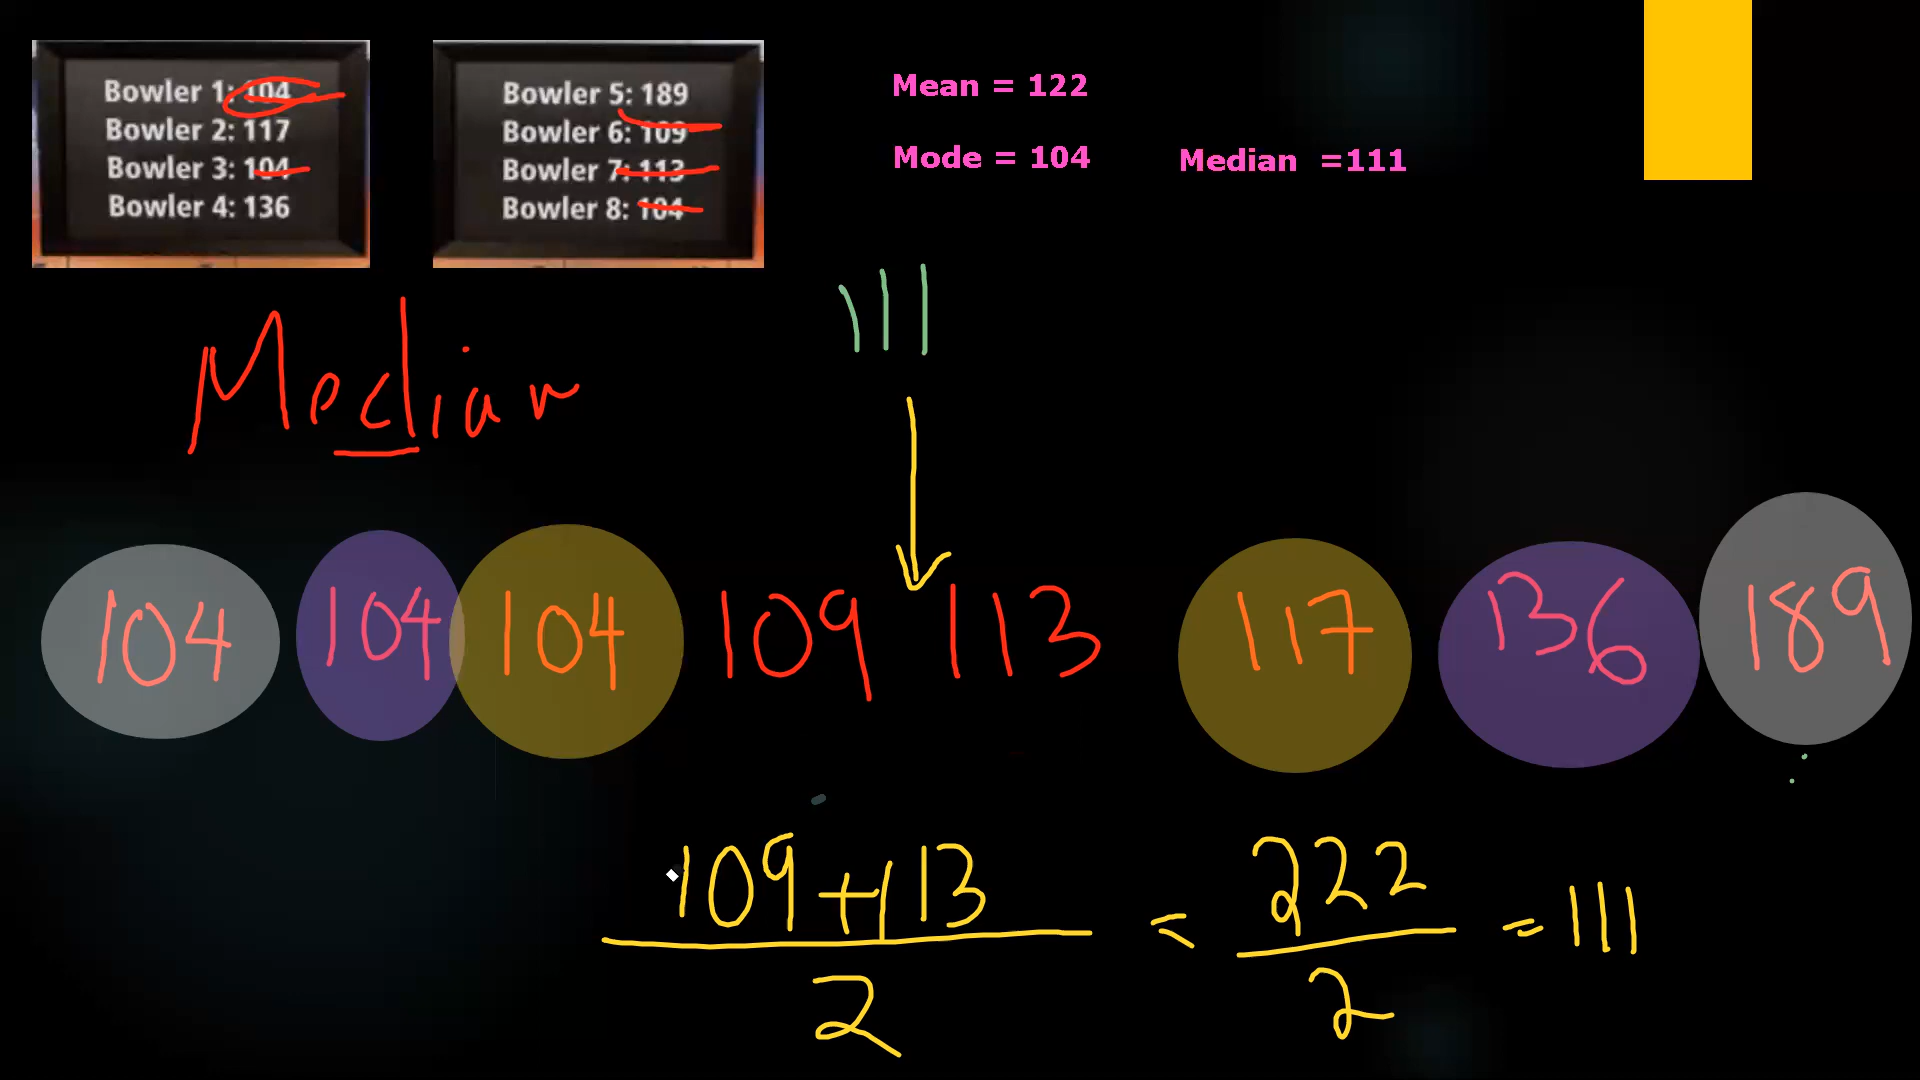 Bowler 1: 104
Bowler 2: 117
Bowler 3: 104
Bowler 4: 136
Bowler 5: 189
Bowler 6: 109
Bowler 7: 113
Bowler 8: 104
Mean = 122
Mode = 104
Median =111
111
Median
104 104 104 109 113 117 136 189
109+113 = 222 = 111
2 2